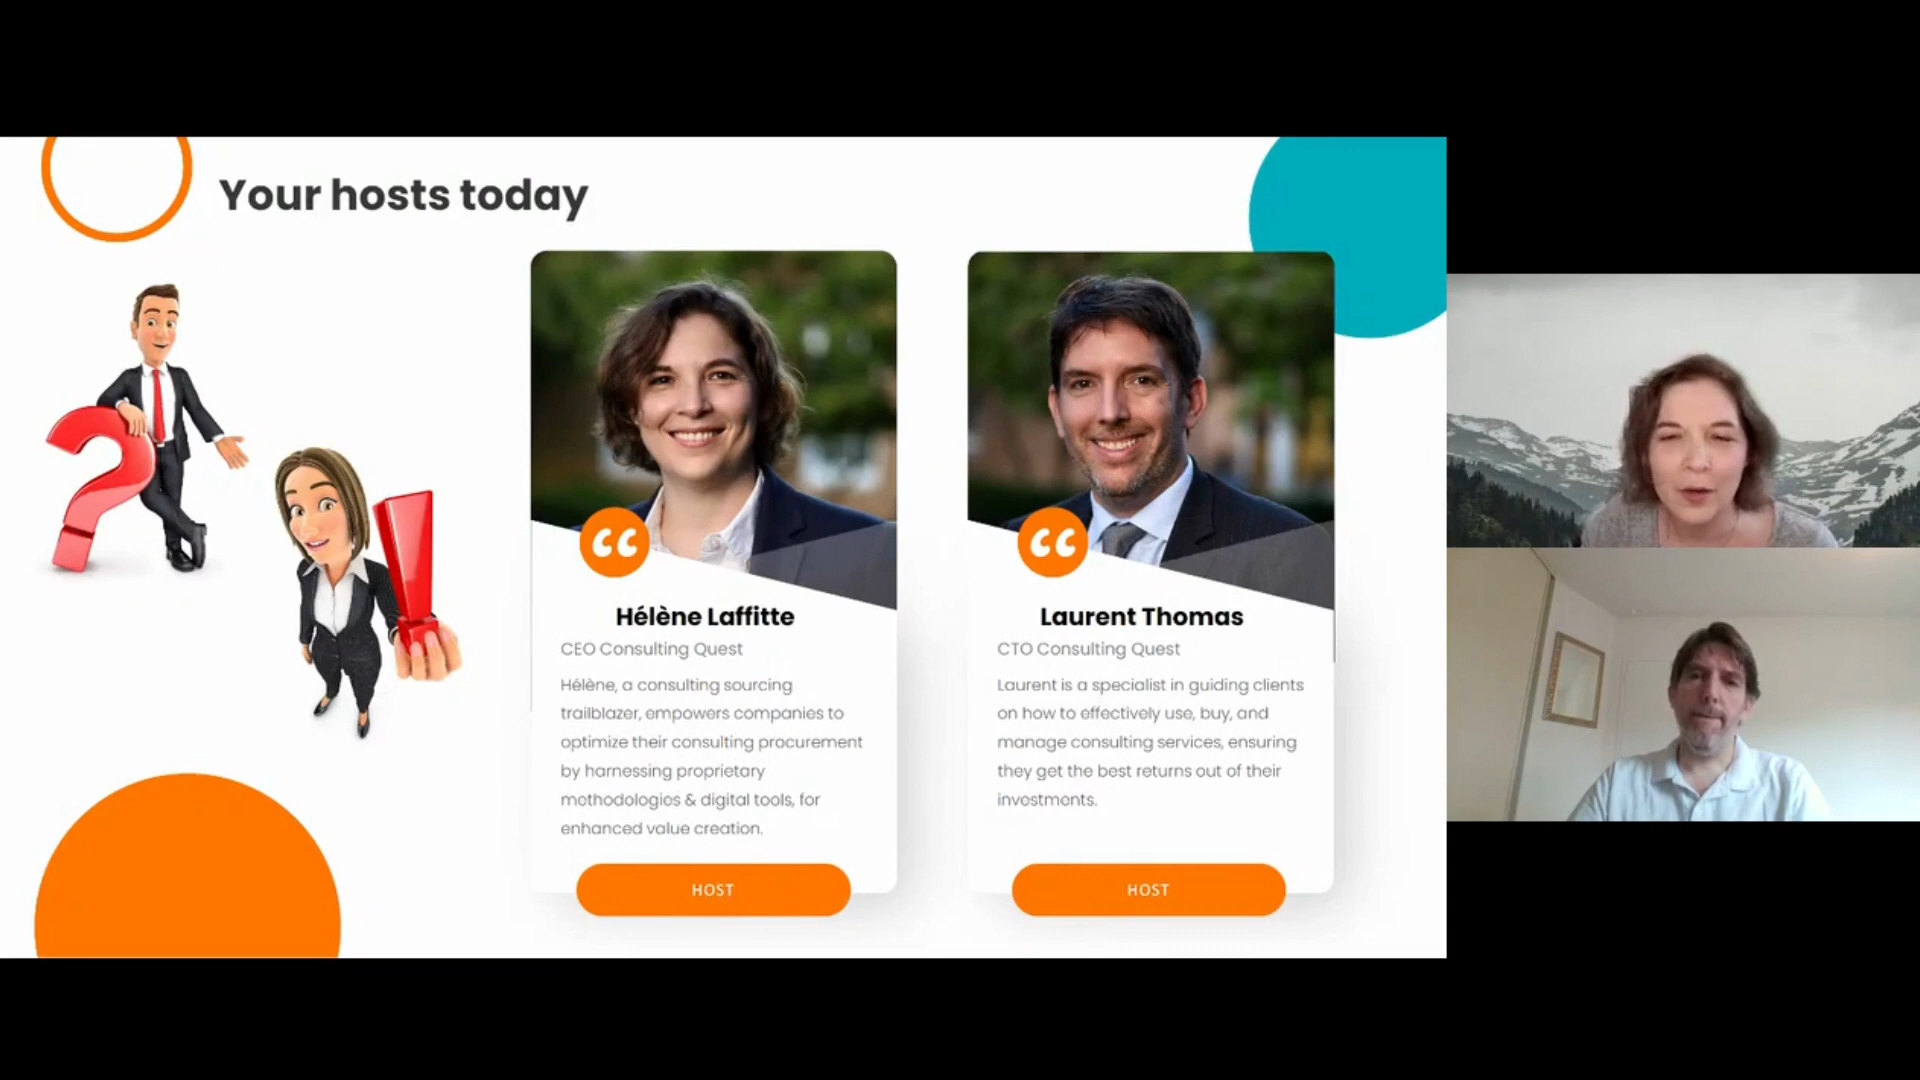 Your hosts today
Hélène Laffitte
CEO Consulting Quest
Hélène, a consulting sourcing
trailblazer, empowers companies to
optimize their consulting procurement
by harnessing proprietary
methodologies & digital tools, for
enhanced value creation.
HOST
Laurent Thomas
CTO Consulting Quest
Laurent is a specialist in guiding clients
on how to effectively use, buy, and
manage consulting services, ensuring
they get the best returns out of their
investments.
HOST